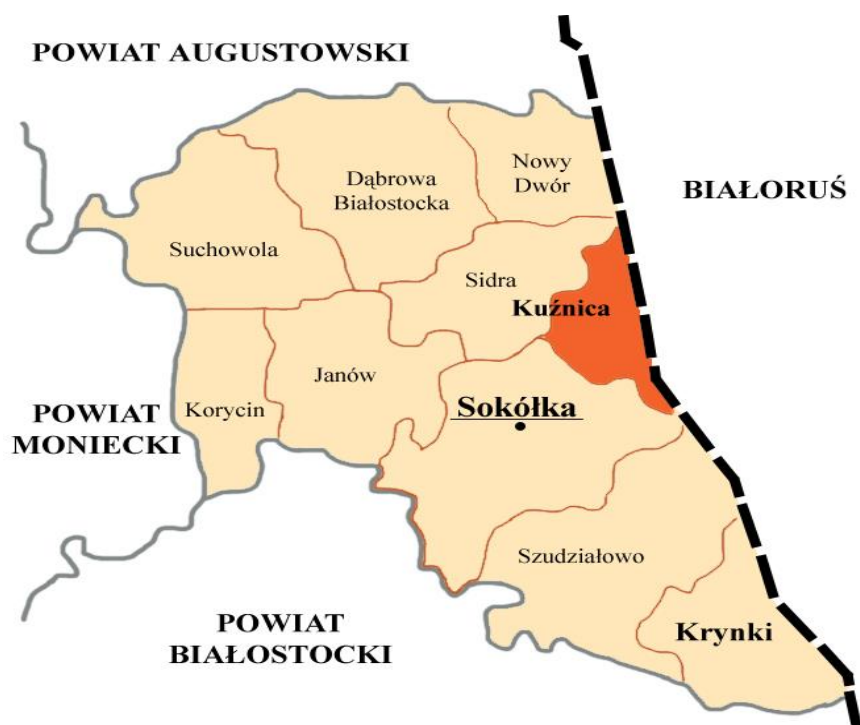 POWIAT AUGUSTOWSKI
Nowy
Dwór
Dąbrowa
Białostocka
BIAŁORUŚ
Suchowola
Sidra
Kuźnica
Janów
Korycin
Sokółka
POWIAT
MONIECKI
Szudziałowo
POWIAT
BIAŁOSTOCKI
Krynki